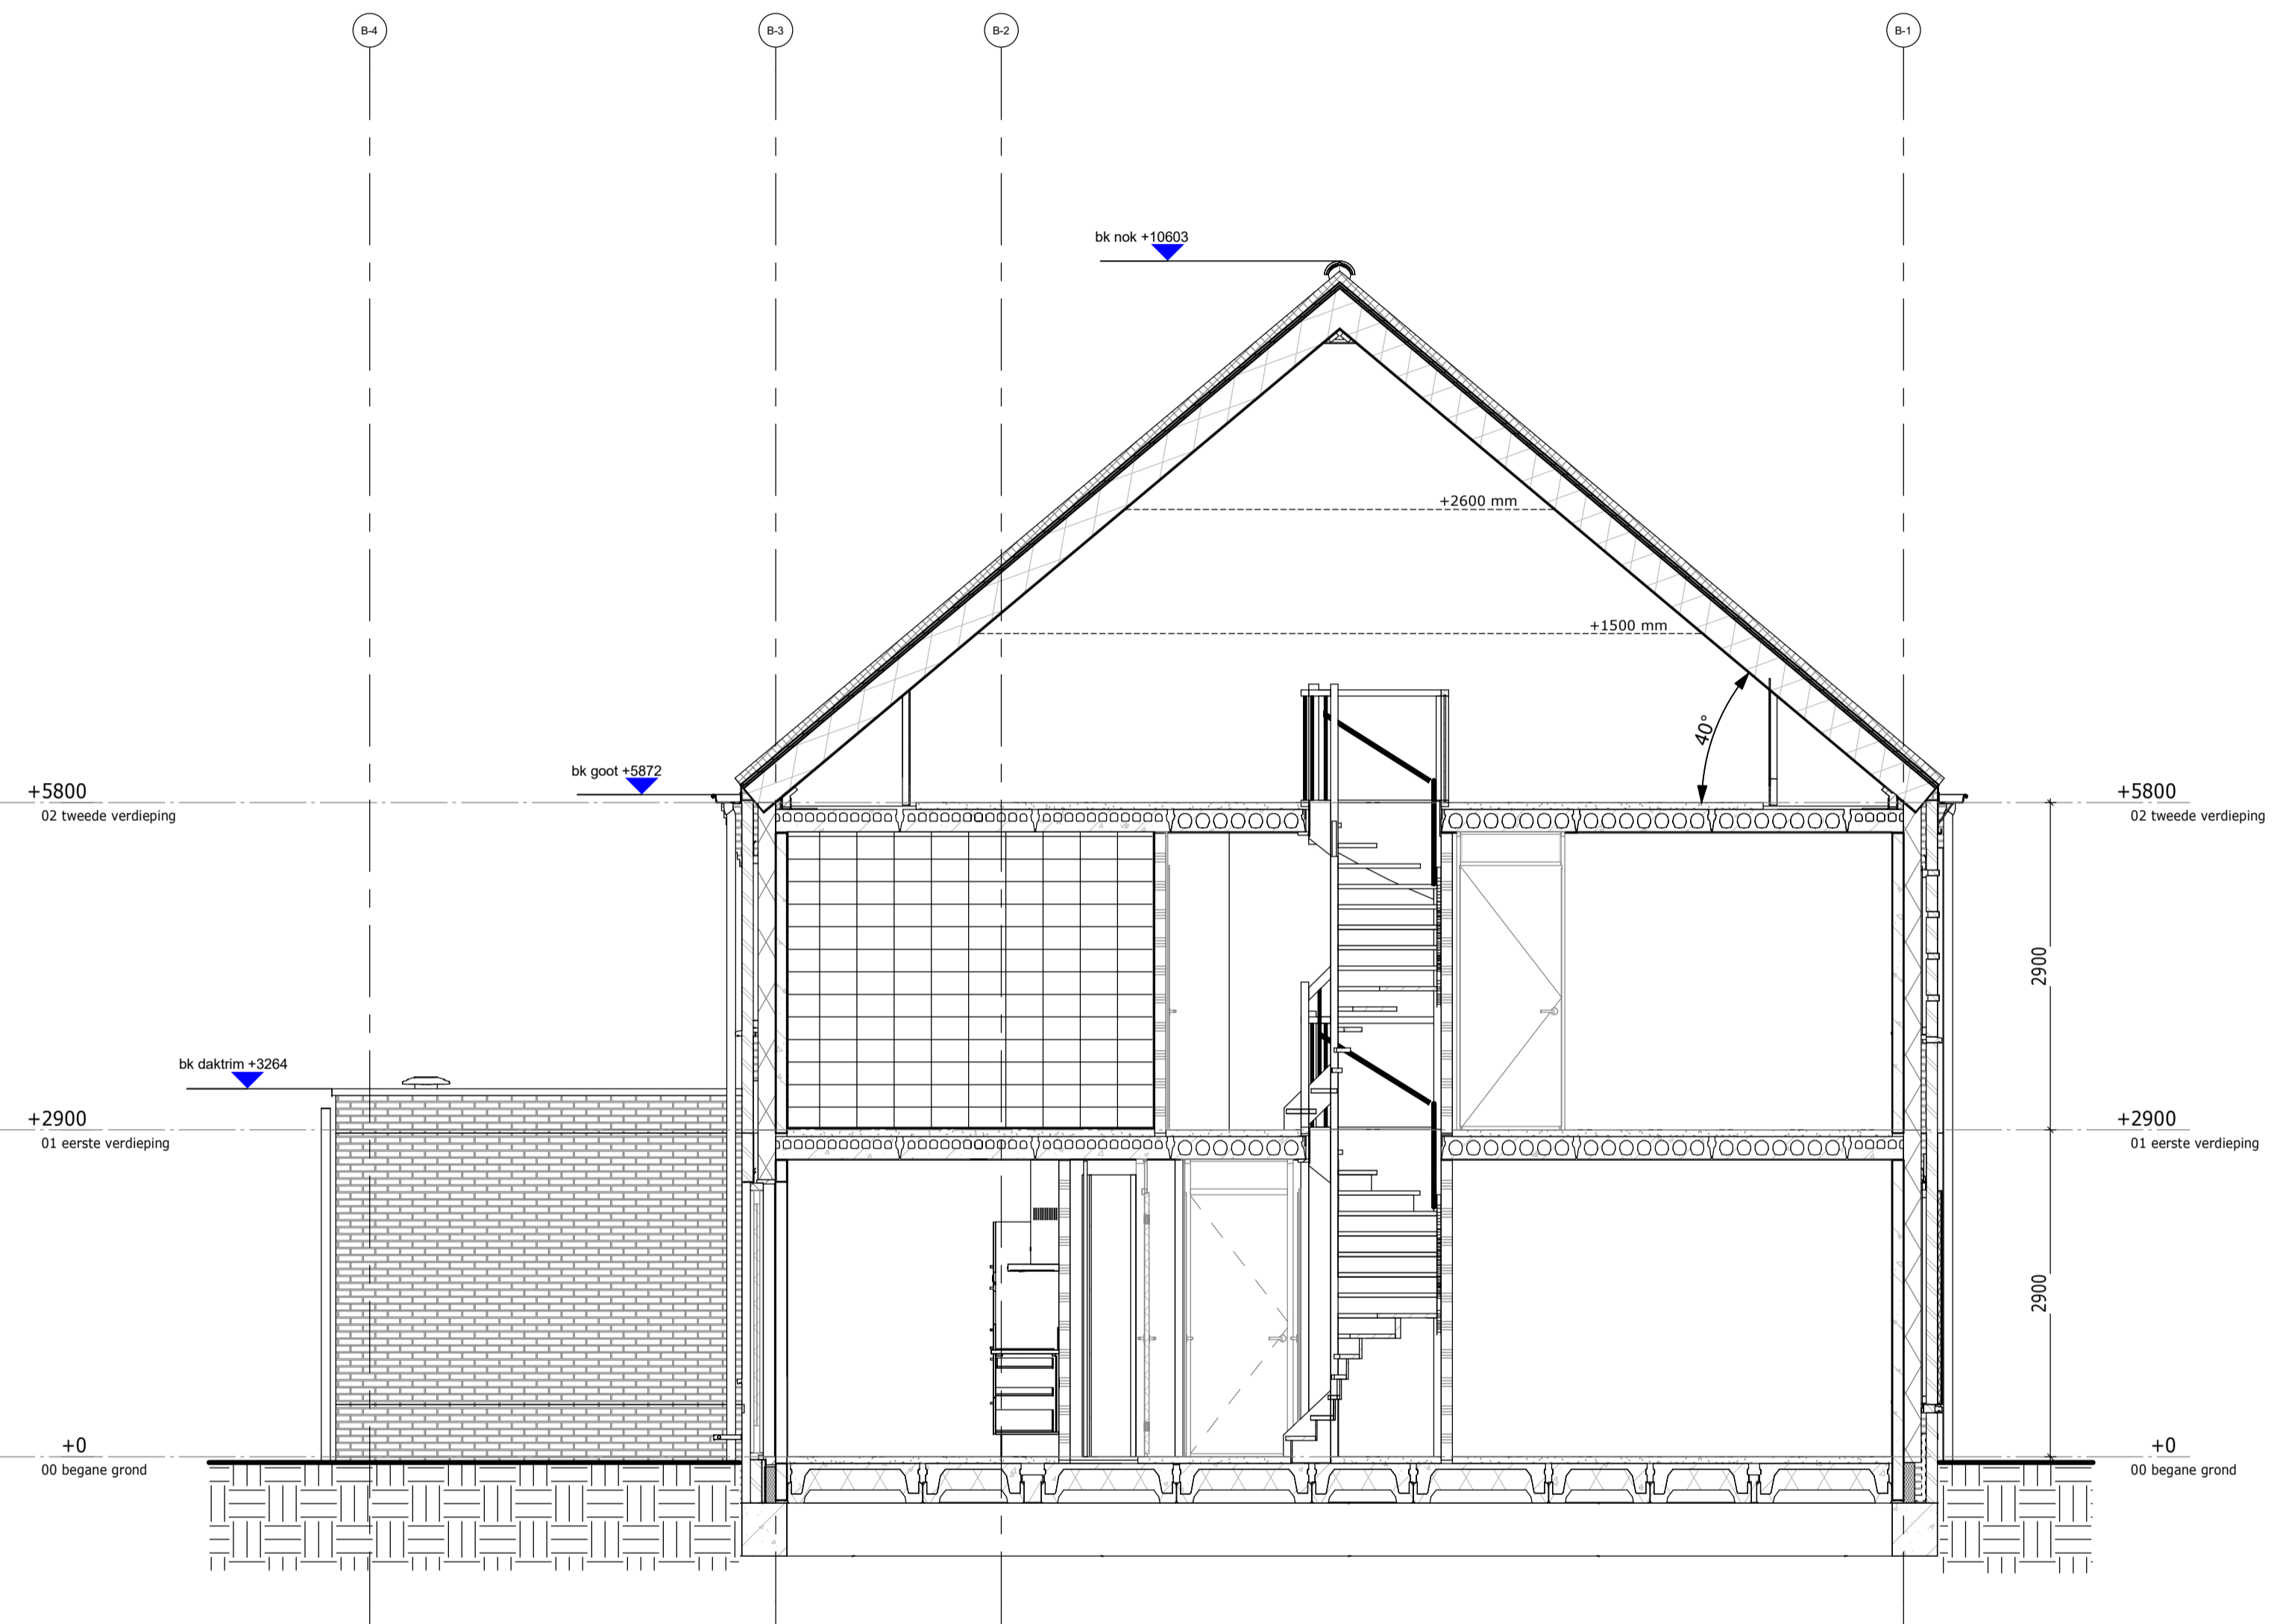 B-4
B-3
B-2
B-1
bk nok +10603
+2600 mm
+1500 mm
40°
bk goot +5872
+5800
02 tweede verdieping
+5800
02 tweede verdieping
2900
bk daktrim +3264
+2900
01 eerste verdieping
+2900
01 eerste verdieping
2900
+0
00 begane grond
+0
00 begane grond